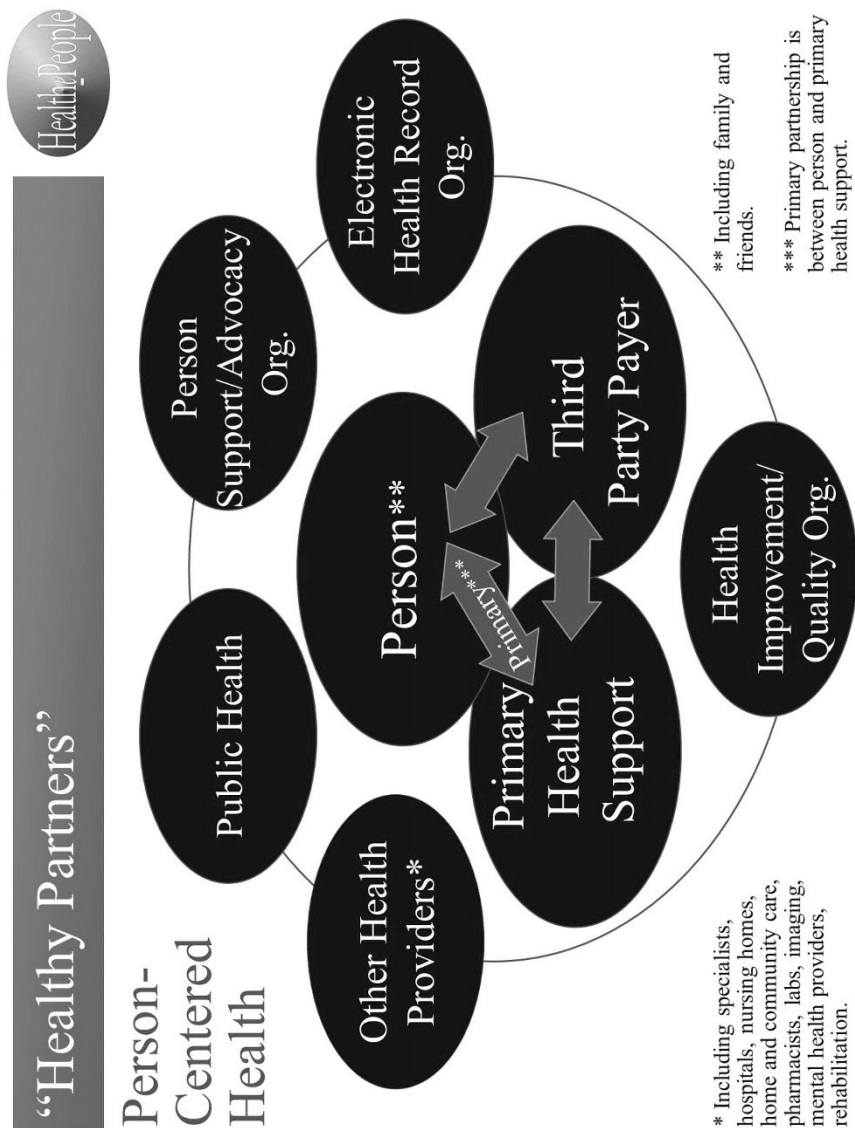 “Healthy Partners”
HealthePeople
Person-
Centered
Health
Public Health
Person
Support/Advocacy
Org.
Other Health
Providers*
Electronic
Health Record
Org.
Person**
Primary***
Primary
Health
Support
Third
Party Payer
Health
Improvement/
Quality Org.
* Including specialists,
hospitals, nursing homes,
home and community care,
pharmacists, labs, imaging,
mental health providers,
rehabilitation.
** Including family and
friends.
*** Primary partnership is
between person and primary
health support.